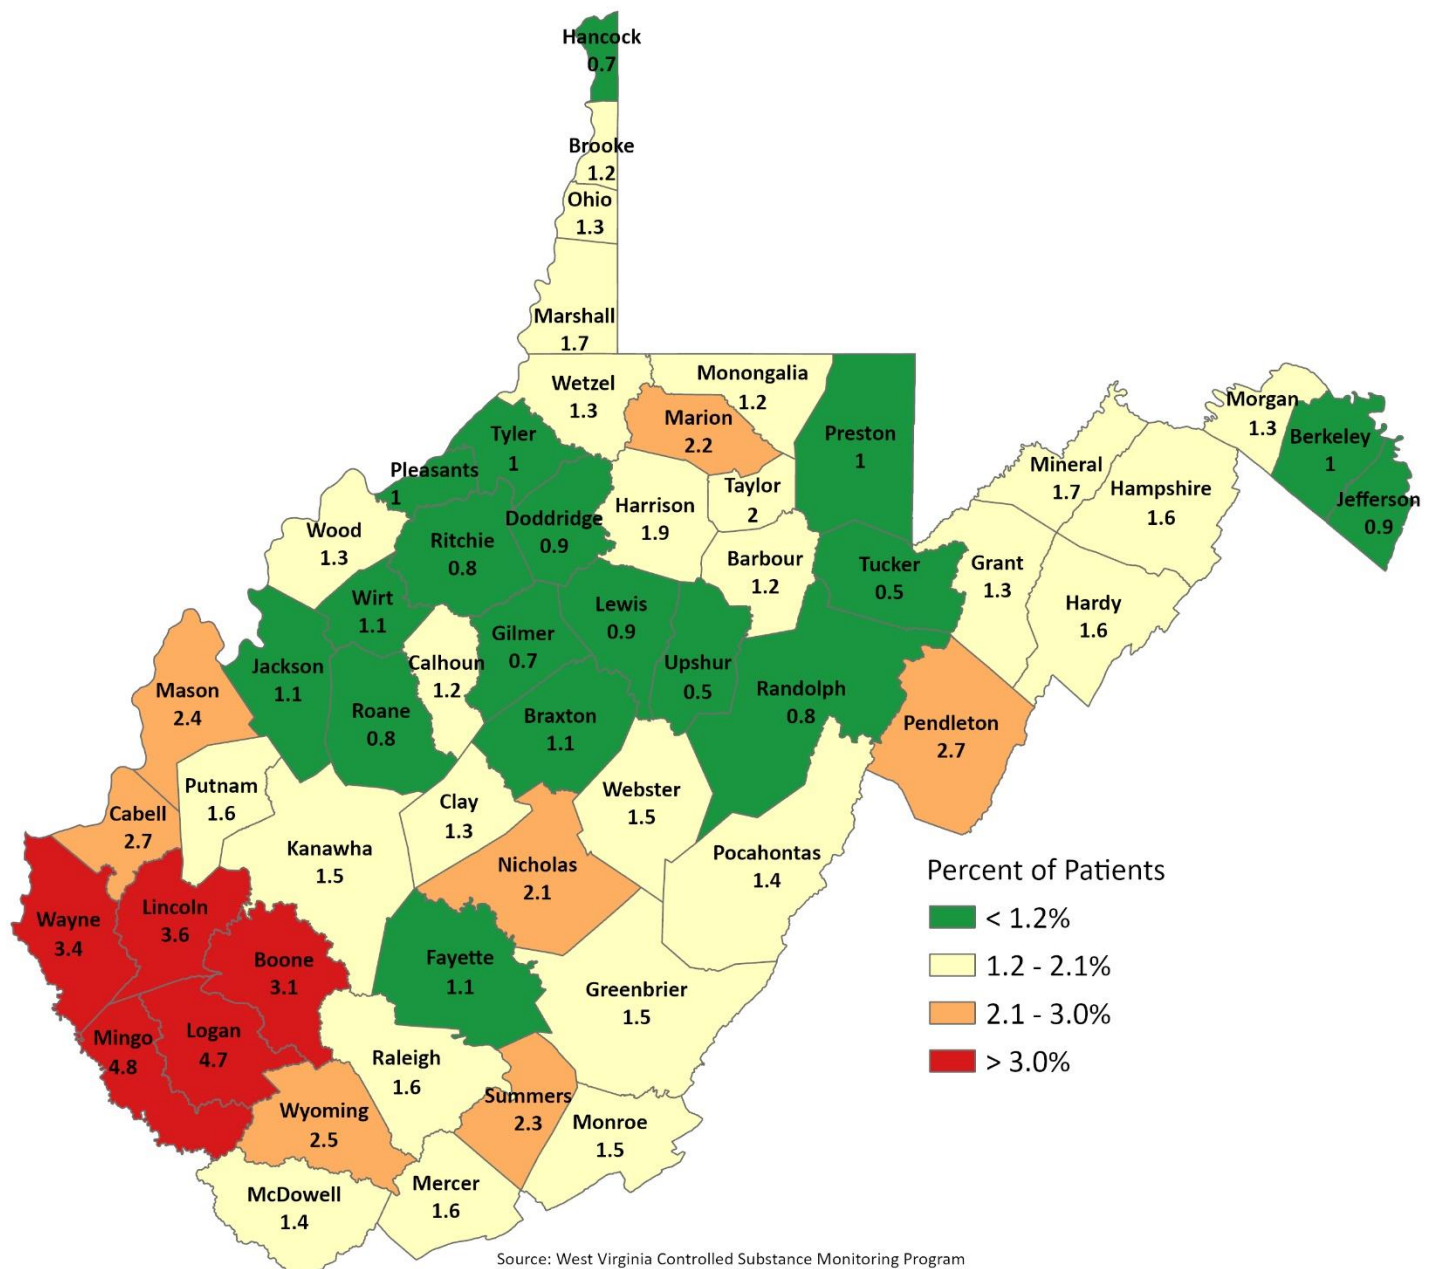 Hancock
0.7
Brooke
1.2
Ohio
1.3
Marshall
1.7
Wetzel
1.3
Monongalia
1.2
Marion
2.2
Preston
1
Tyler
1
Pleasants
1
Morgan
1.3
Berkeley
1
Jefferson
0.9
Mineral
1.7
Hampshire
1.6
Taylor
2
Harrison
1.9
Doddridge
0.9
Wood
1.3
Ritchie
0.8
Barbour
1.2
Tucker
0.5
Grant
1.3
Hardy
1.6
Wirt
1.1
Lewis
0.9
Gilmer
0.7
Calhoun
1.2
Upshur
0.5
Jackson
1.1
Mason
2.4
Roane
0.8
Braxton
1.1
Randolph
0.8
Pendleton
2.7
Putnam
1.6
Cabell
2.7
Clay
1.3
Webster
1.5
Kanawha
1.5
Nicholas
2.1
Pocahontas
1.4
Wayne
3.4
Lincoln
3.6
Boone
3.1
Fayette
1.1
Greenbrier
1.5
Mingo
4.8
Logan
4.7
Raleigh
1.6
Summers
2.3
Wyoming
2.5
Monroe
1.5
McDowell
1.4
Mercer
1.6
Percent of Patients
< 1.2%
1.2 - 2.1%
2.1 - 3.0%
> 3.0%
Source: West Virginia Controlled Substance Monitoring Program